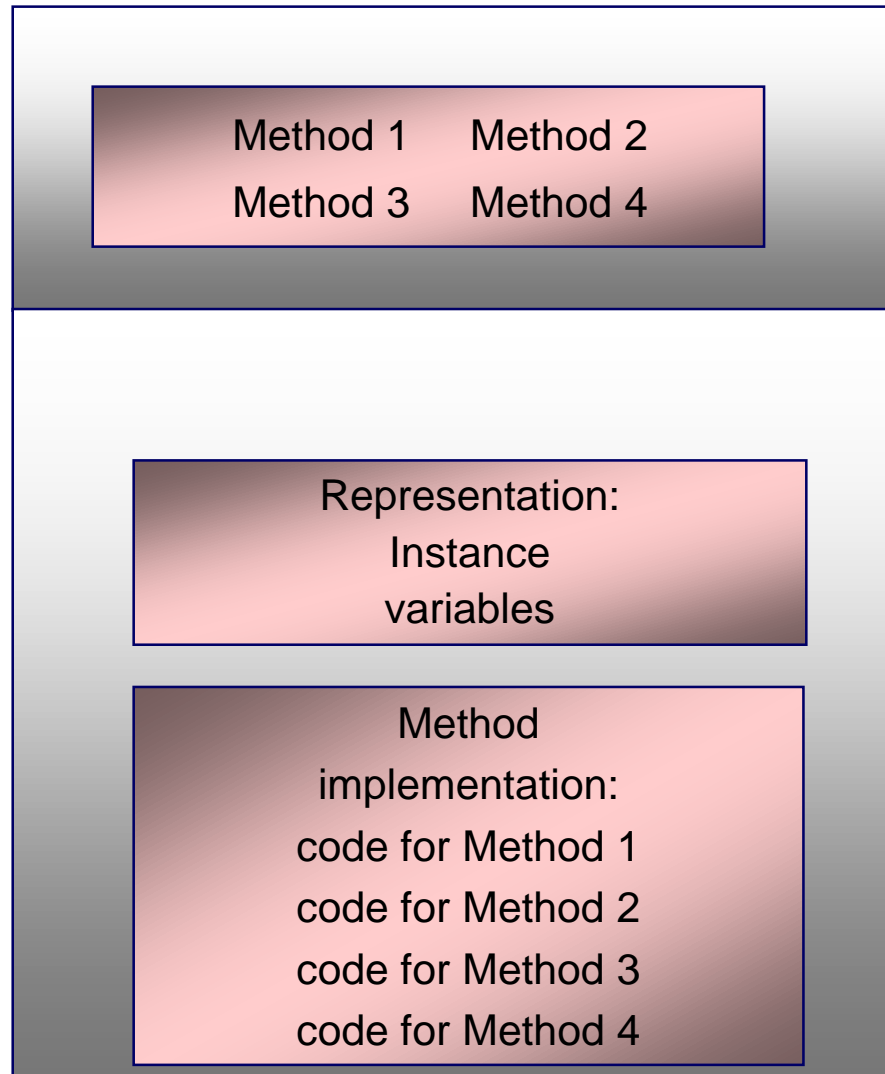 Method 1 Method 2
Method 3 Method 4
Representation:
Instance
variables
Method
implementation:
code for Method 1
code for Method 2
code for Method 3
code for Method 4